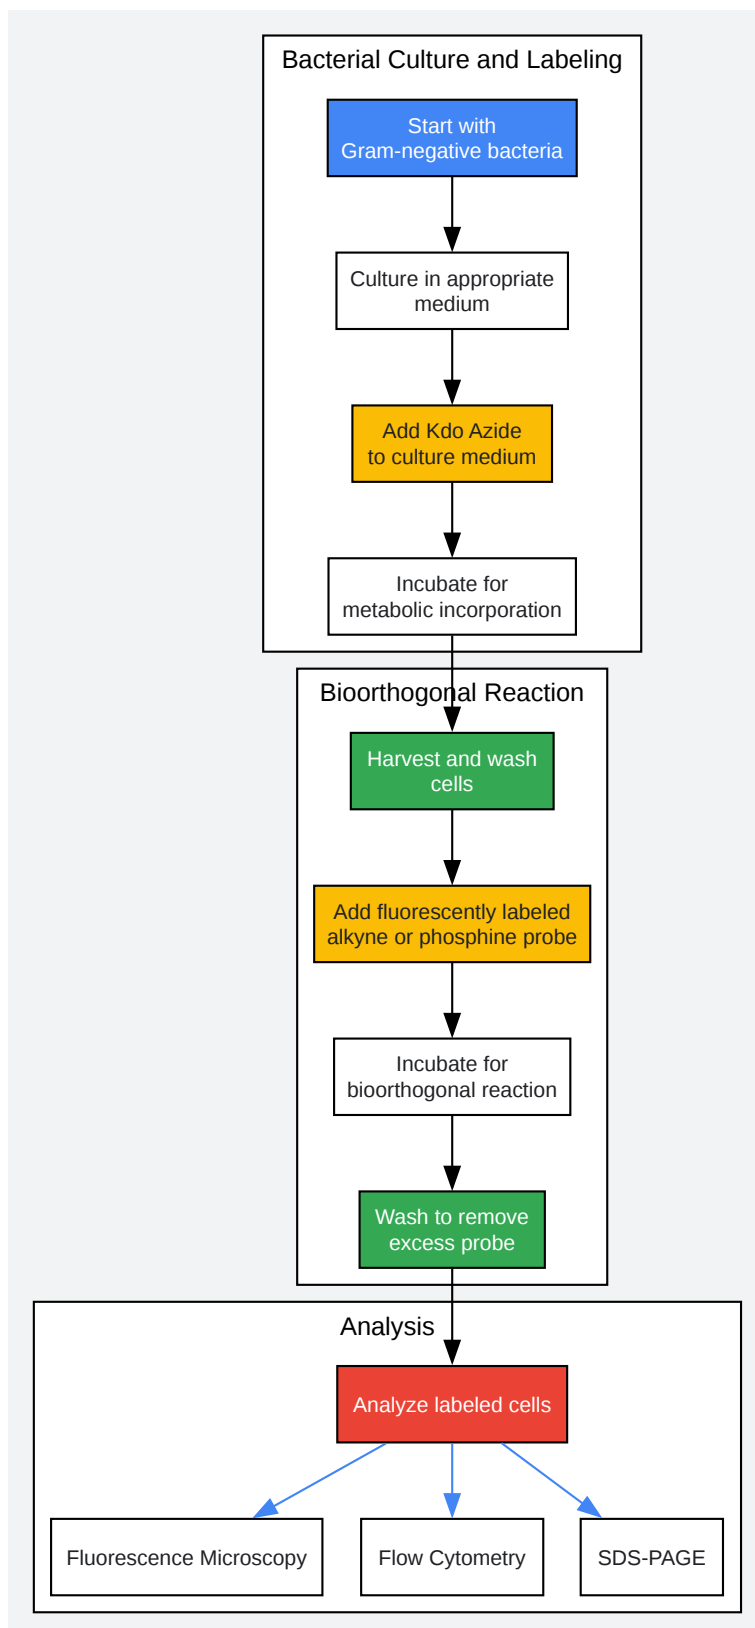 Bacterial Culture and Labeling
Start with
Gram-negative bacteria
Culture in appropriate
medium
Add Kdo Azide
to culture medium
Incubate for
metabolic incorporation
Bioorthogonal Reaction
Harvest and wash
cells
Add fluorescently labeled
alkyne or phosphine probe
Incubate for
bioorthogonal reaction
Wash to remove
excess probe
Analysis
Analyze labeled cells
Fluorescence Microscopy
Flow Cytometry
SDS-PAGE